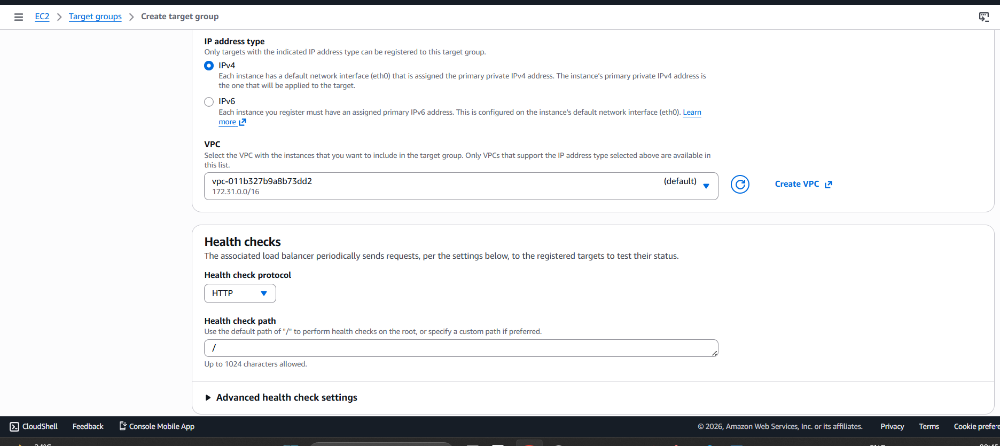 EC2 > Target groups > Create target group
IP address type
Only targets with the indicated IP address type can be registered to this target group.
IPv4
Each instance has a default network interface (eth0) that is assigned the primary private IPv4 address. The instance's primary private IPv4 address is
the one that will be applied to the target.
IPv6
Each instance you register must have an assigned primary IPv6 address. This is configured on the instance's default network interface (eth0). Learn
more
VPC
Select the VPC with the instances that you want to include in the target group. Only VPCs that support the IP address type selected above are available in
this list.
vpc-011b327b9a8b73dd2 (default)
172.31.0.0/16
Create VPC
Health checks
The associated load balancer periodically sends requests, per the settings below, to the registered targets to test their status.
Health check protocol
HTTP
Health check path
Use the default path of "/" to perform health checks on the root, or specify a custom path if preferred.
/
Up to 1024 characters allowed.
Advanced health check settings
CloudShell Feedback Console Mobile App © 2026, Amazon Web Services, Inc. or its affiliates. Privacy Terms Cookie prefere